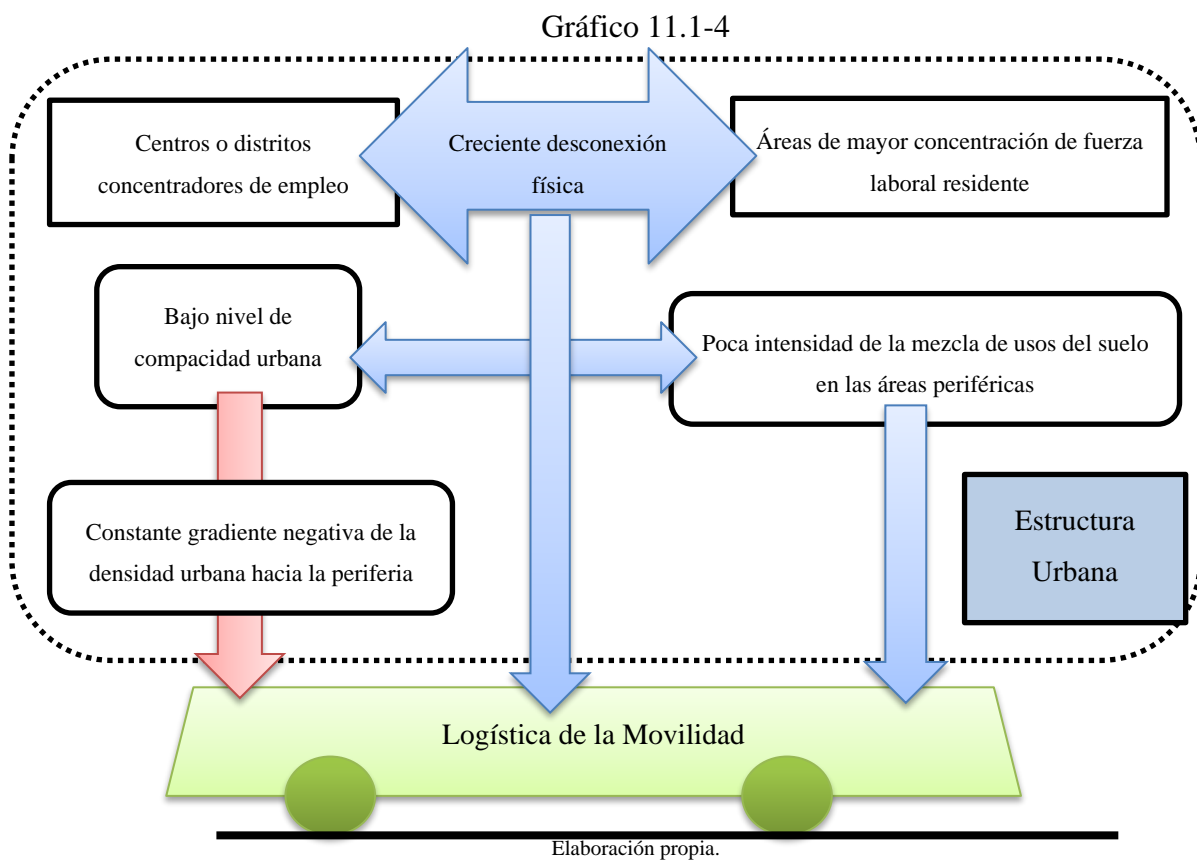 Gráfico 11.1-4
Centros o distritos
concentradores de empleo
Creciente desconexión
física
Áreas de mayor concentración de fuerza
laboral residente
Bajo nivel de
compacidad urbana
Poca intensidad de la mezcla de usos del suelo
en las áreas periféricas
Constante gradiente negativa de la
densidad urbana hacia la periferia
Estructura
Urbana
Logística de la Movilidad
Elaboración propia.